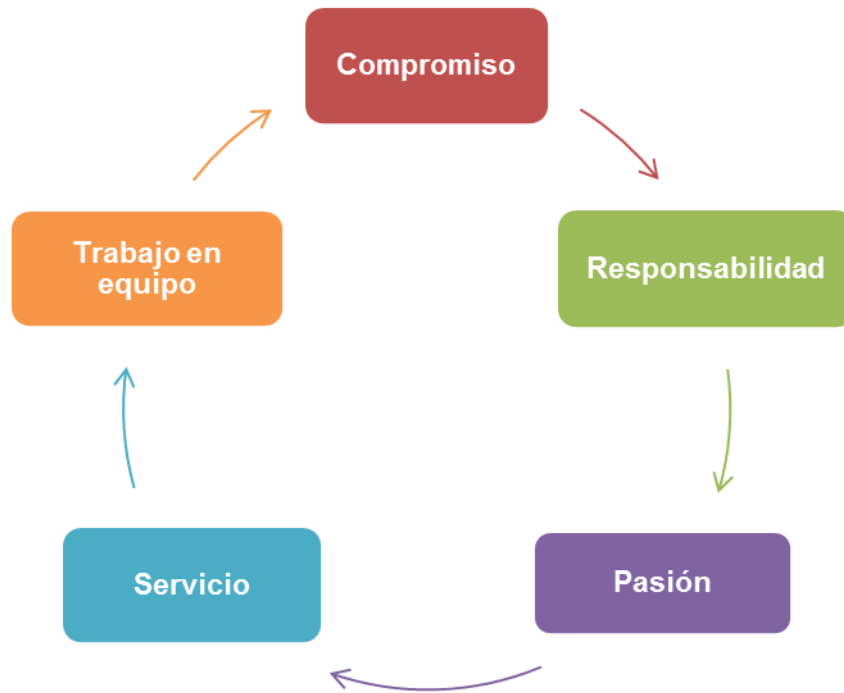 Compromiso
Responsabilidad
Pasión
Servicio
Trabajo en
equipo